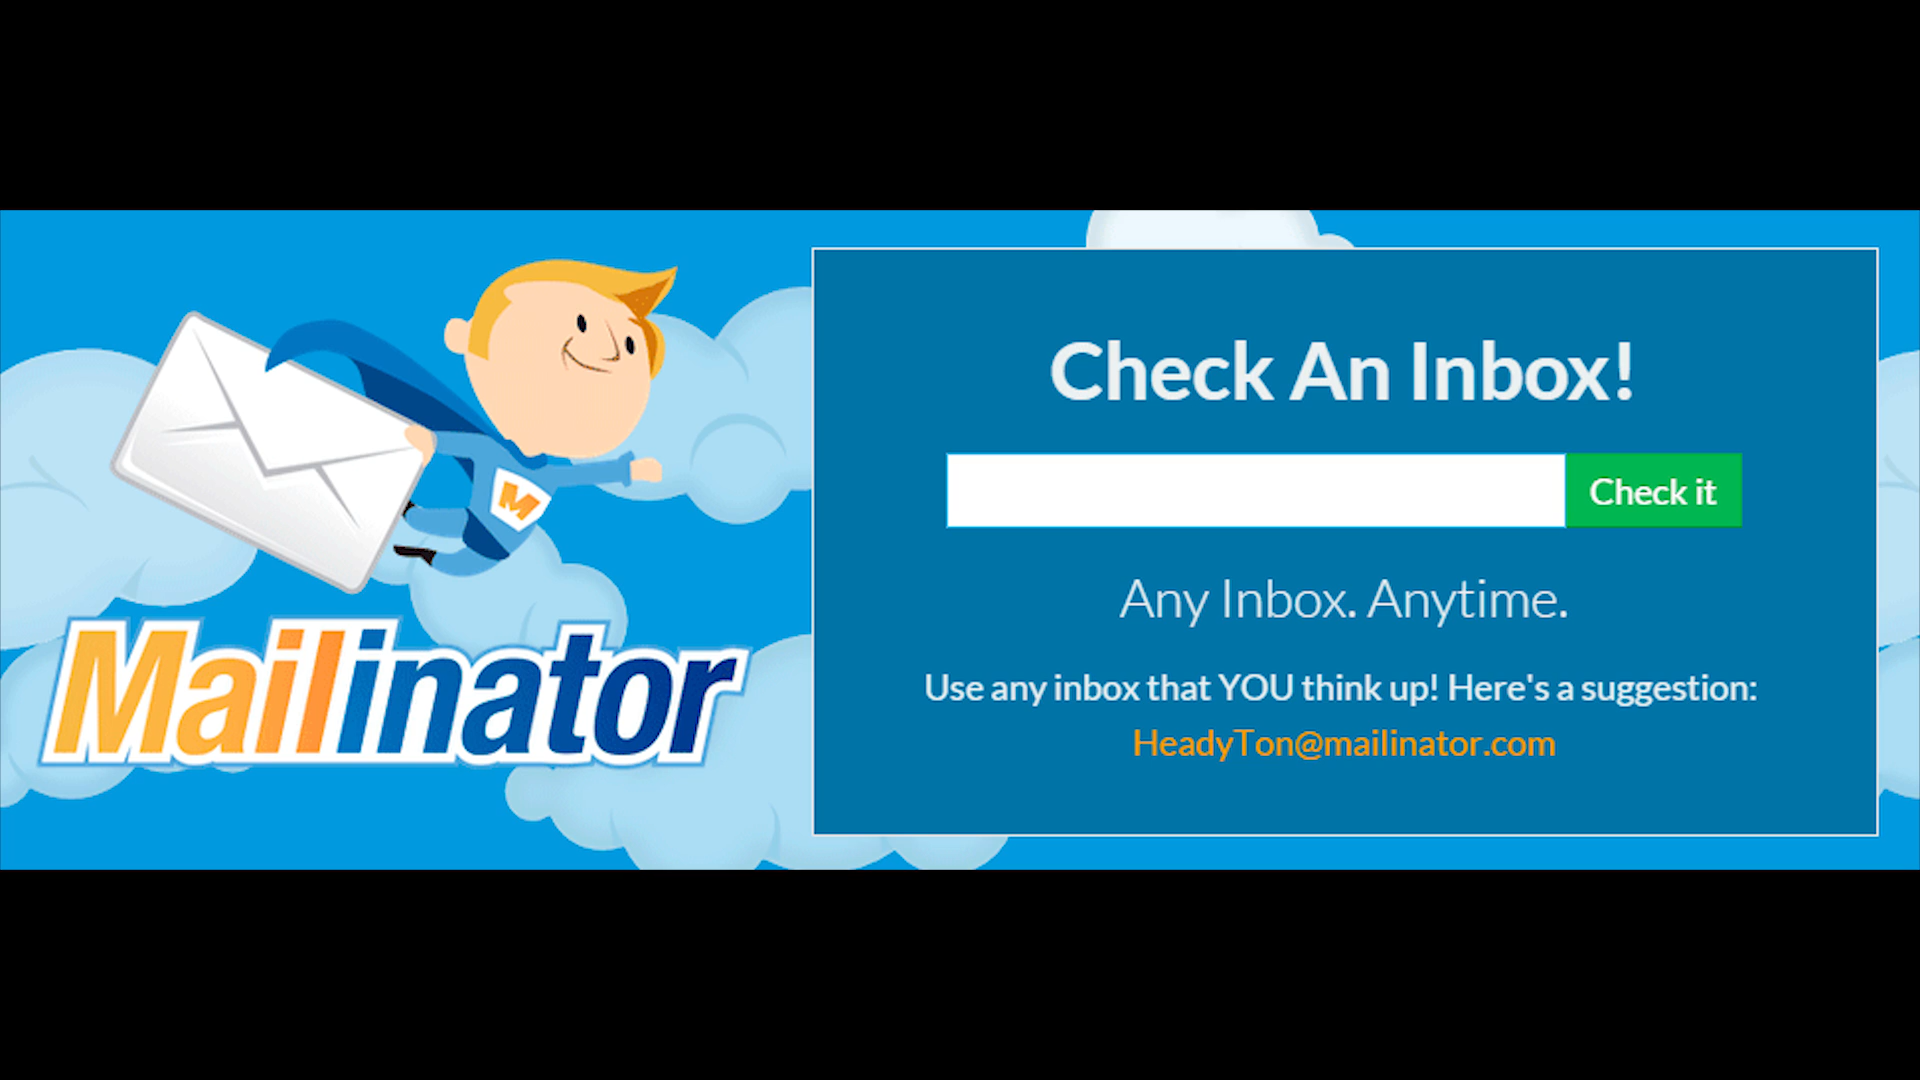 M
Mailinator
Check An Inbox!
Check it
Any Inbox. Anytime.
Use any inbox that YOU think up! Here's a suggestion:
HeadyTon@mailinator.com